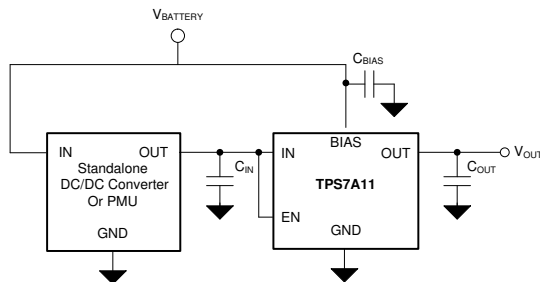 VBATTERY
CBIAS
IN
OUT
Standalone
DC/DC Converter
Or PMU
GND
CIN
IN
BIAS
OUT
TPS7A11
EN
GND
COUT
VOUT